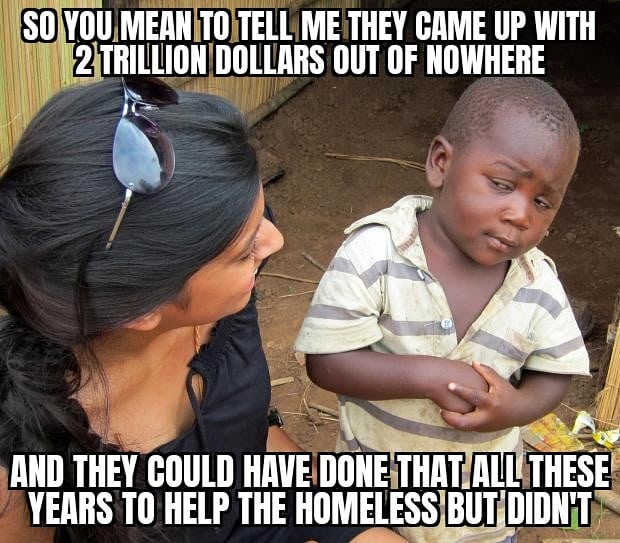 SO YOU MEAN TO TELL ME THEY CAME UP WITH
2 TRILLION DOLLARS OUT OF NOWHERE
AND THEY COULD HAVE DONE THAT ALL THESE
YEARS TO HELP THE HOMELESS BUT DIDN'T